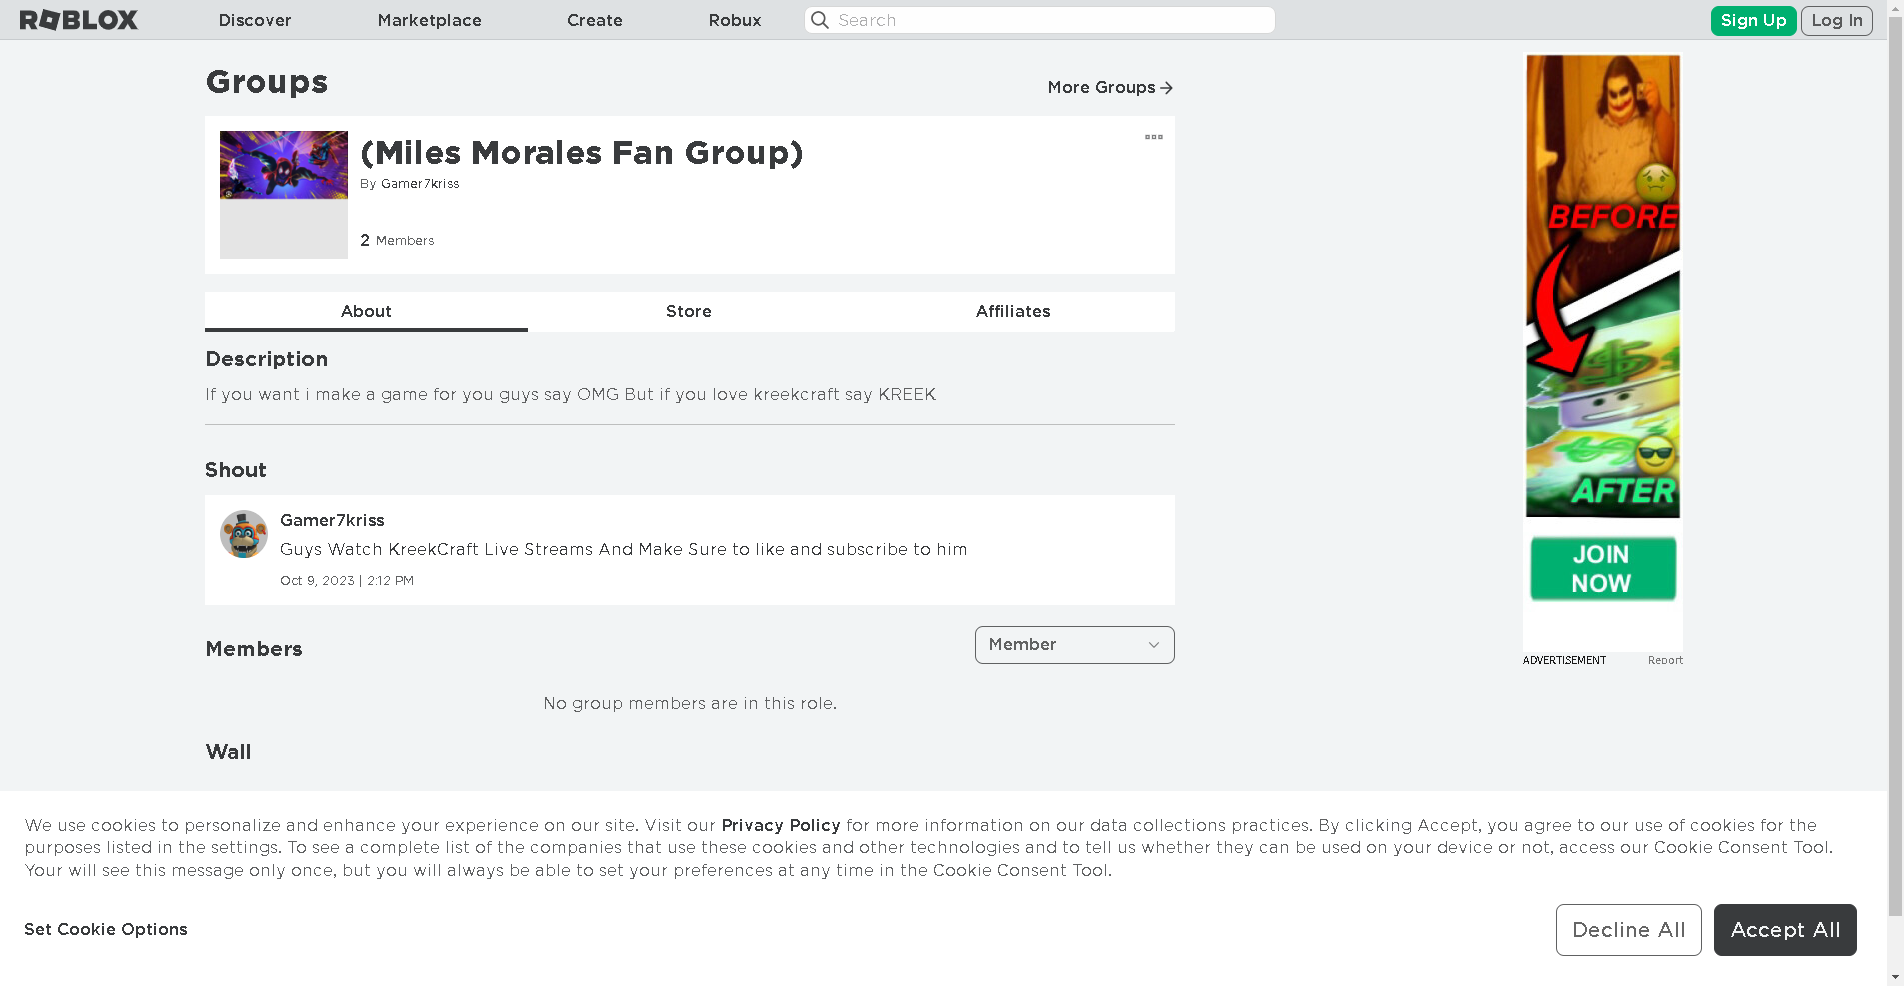 ROBLOX
Discover
Marketplace
Create
Robux
Search
Sign Up
Log In
Groups
More Groups
(Miles Morales Fan Group)
By Gamer7kriss
2 Members
About
Store
Affiliates
Description
If you want i make a game for you guys say OMG But if you love kreekcraft say KREEK
Shout
Gamer7kriss
Guys Watch KreekCraft Live Streams And Make Sure to like and subscribe to him
Oct 9, 2023 | 2:12 PM
Members
Member
No group members are in this role.
Wall
BEFORE
AFTER
JOIN
NOW
ADVERTISEMENT
Report
We use cookies to personalize and enhance your experience on our site. Visit our Privacy Policy for more information on our data collections practices. By clicking Accept, you agree to our use of cookies for the
purposes listed in the settings. To see a complete list of the companies that use these cookies and other technologies and to tell us whether they can be used on your device or not, access our Cookie Consent Tool.
Your will see this message only once, but you will always be able to set your preferences at any time in the Cookie Consent Tool.
Set Cookie Options
Decline All
Accept All